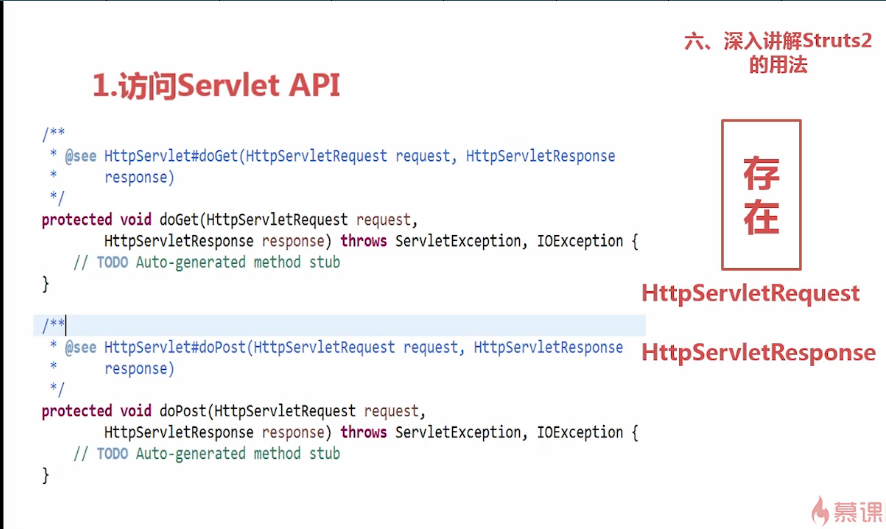 六、深入讲解Struts2
的用法
1.访问Servlet API
/**
* @see HttpServlet#doGet(HttpServletRequest request, HttpServletResponse
* response)
*/
protected void doGet(HttpServletRequest request,
HttpServletResponse response) throws ServletException, IOException {
// TODO Auto-generated method stub
}
/**
* @see HttpServlet#doPost(HttpServletRequest request, HttpServletResponse
* response)
*/
protected void doPost(HttpServletRequest request,
HttpServletResponse response) throws ServletException, IOException {
// TODO Auto-generated method stub
}
存
在
HttpServletRequest
HttpServletResponse
慕课